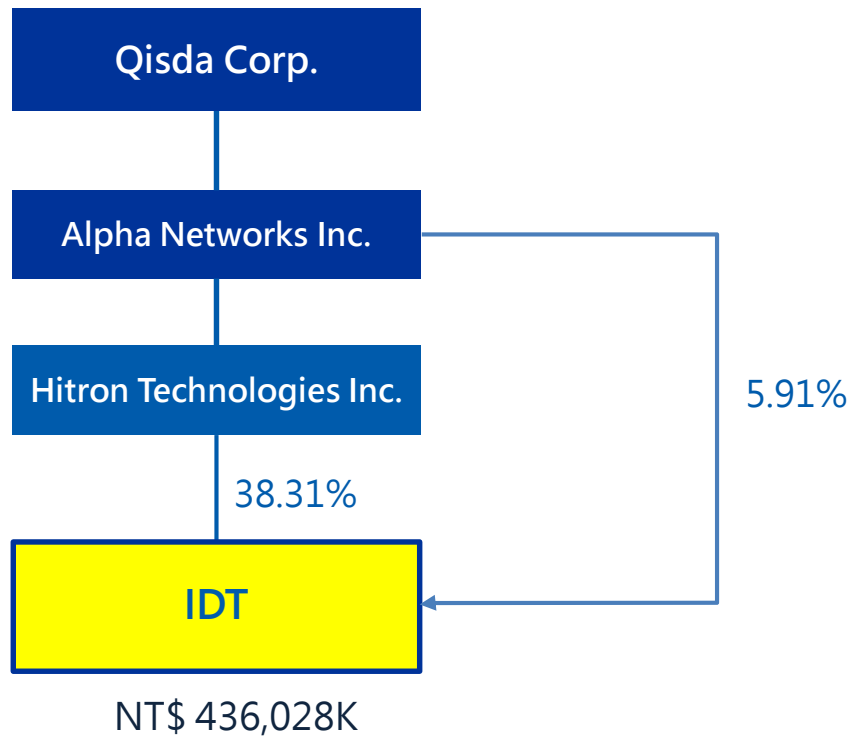 Qisda Corp.
Alpha Networks Inc.
Hitron Technologies Inc.
5.91%
38.31%
IDT
NT$ 436,028K